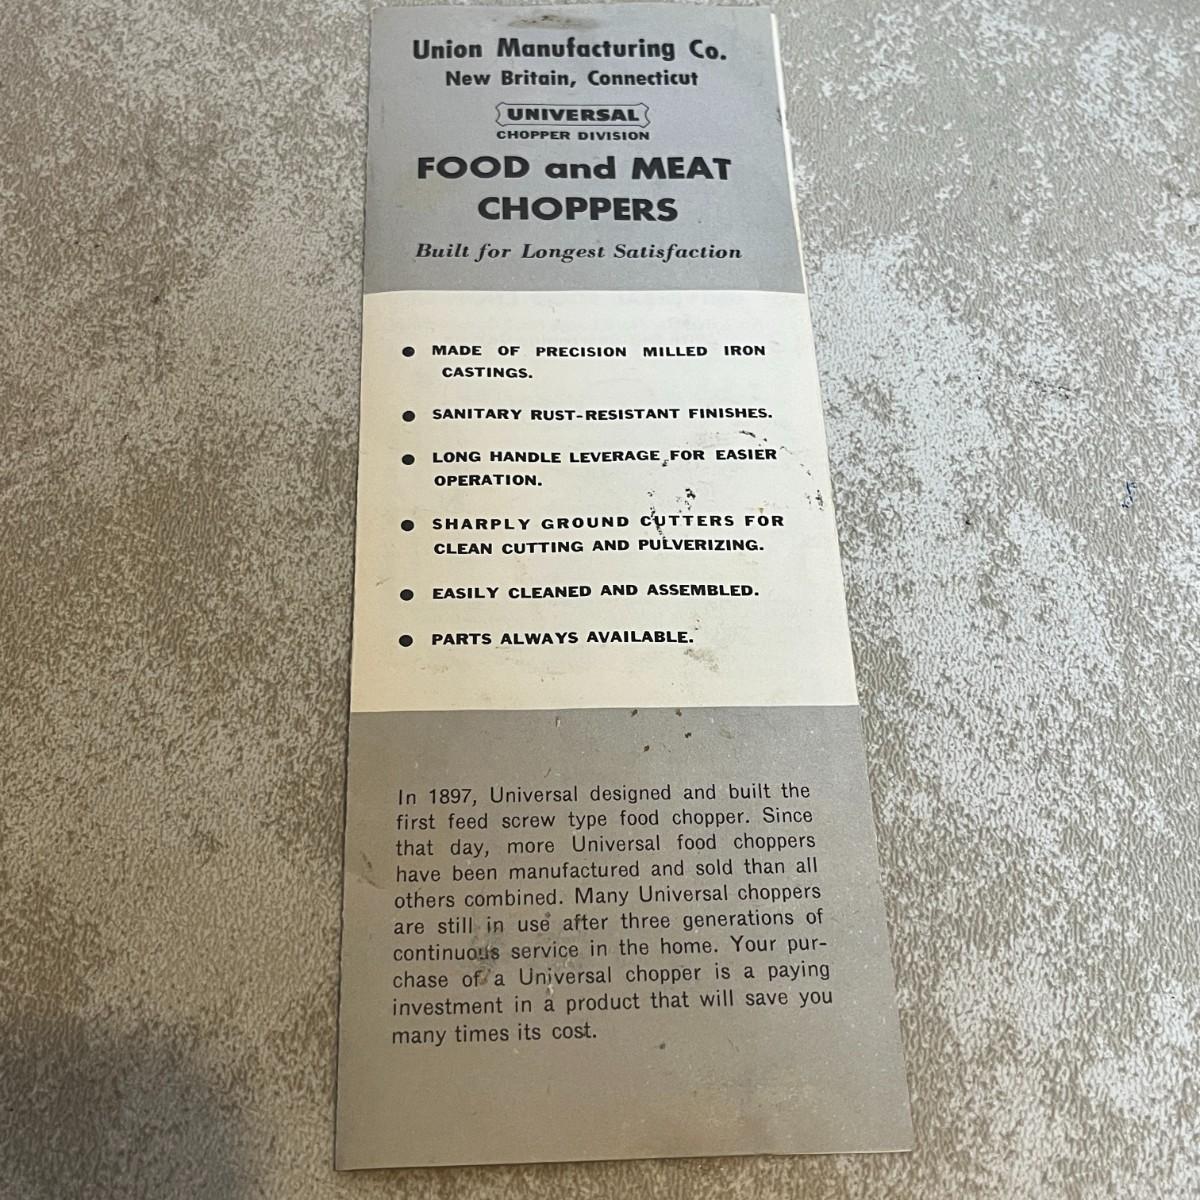 Union Manufacturing Co.
New Britain, Connecticut
UNIVERSAL
CHOPPER DIVISION
FOOD and MEAT
CHOPPERS
Built for Longest Satisfaction
● MADE OF PRECISION MILLED IRON
CASTINGS.
● SANITARY RUST-RESISTANT FINISHES.
● LONG HANDLE LEVERAGE FOR EASIER
OPERATION.
● SHARPLY GROUND CUTTERS FOR
CLEAN CUTTING AND PULVERIZING.
● EASILY CLEANED AND ASSEMBLED.
● PARTS ALWAYS AVAILABLE.
In 1897, Universal designed and built the
first feed screw type food chopper. Since
that day, more Universal food choppers
have been manufactured and sold than all
others combined. Many Universal choppers
are still in use after three generations of
continuous service in the home. Your pur-
chase of a Universal chopper is a paying
investment in a product that will save you
many times its cost.